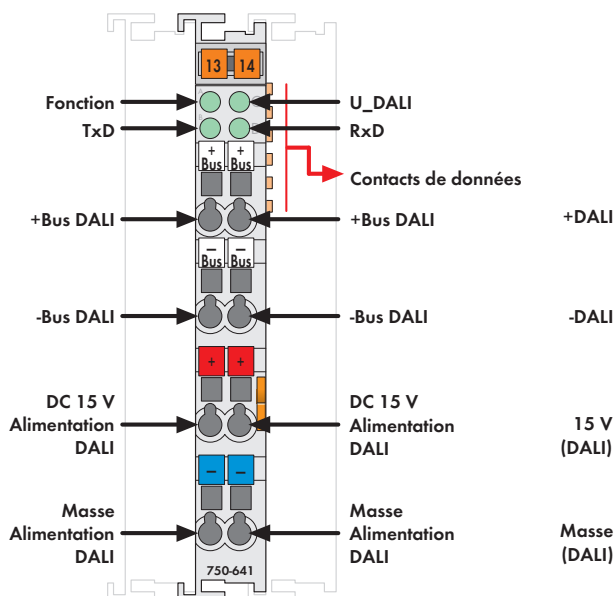 13 14
Fonction
U_DALI
TxD
RxD
+ +
Bus Bus
Contacts de données
+Bus DALI
+Bus DALI
+DALI
– –
Bus Bus
-Bus DALI
-Bus DALI
-DALI
+ +
DC 15 V
Alimentation
DALI
DC 15 V
Alimentation
DALI
15 V
(DALI)
– –
Masse
Alimentation
DALI
Masse
Alimentation
DALI
Masse
(DALI)
750-641